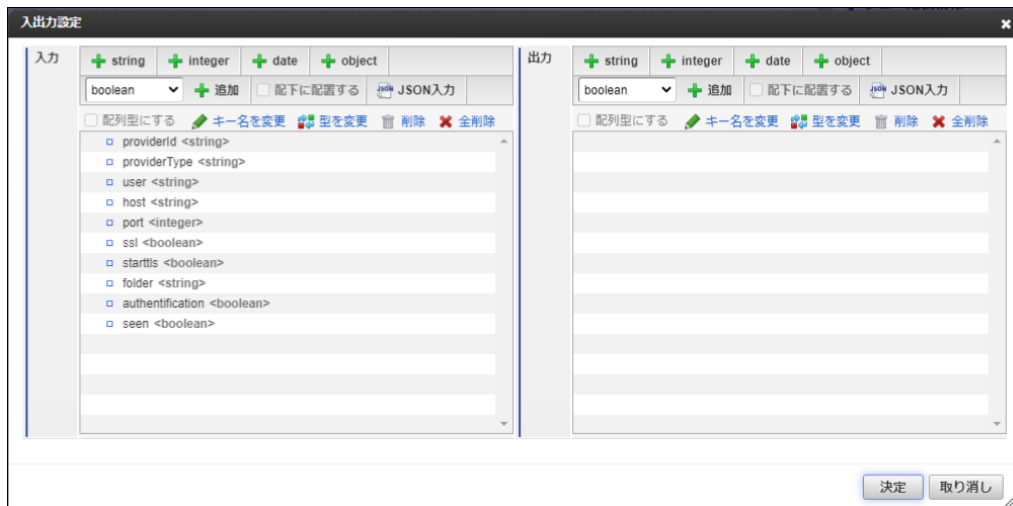 入出力設定
入力
string integer date object
boolean 追加 配下に配置する JSON入力
配列型にする キー名を変更 型を変更 削除 全削除
providerId <string>
providerType <string>
user <string>
host <string>
port <integer>
ssl <boolean>
starttls <boolean>
folder <string>
authentification <boolean>
seen <boolean>
出力
string integer date object
boolean 追加 配下に配置する JSON入力
配列型にする キー名を変更 型を変更 削除 全削除
決定 取り消し